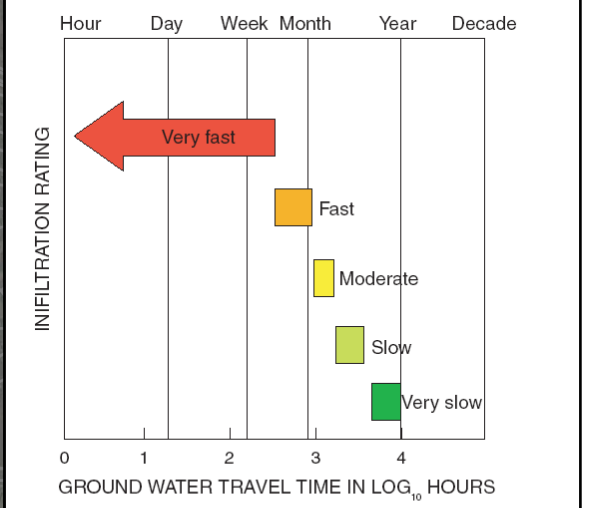 Hour Day Week Month Year Decade
Very fast
Fast
Moderate
Slow
Very slow
INIFILTRATION RATING
0 1 2 3 4
GROUND WATER TRAVEL TIME IN LOG10 HOURS